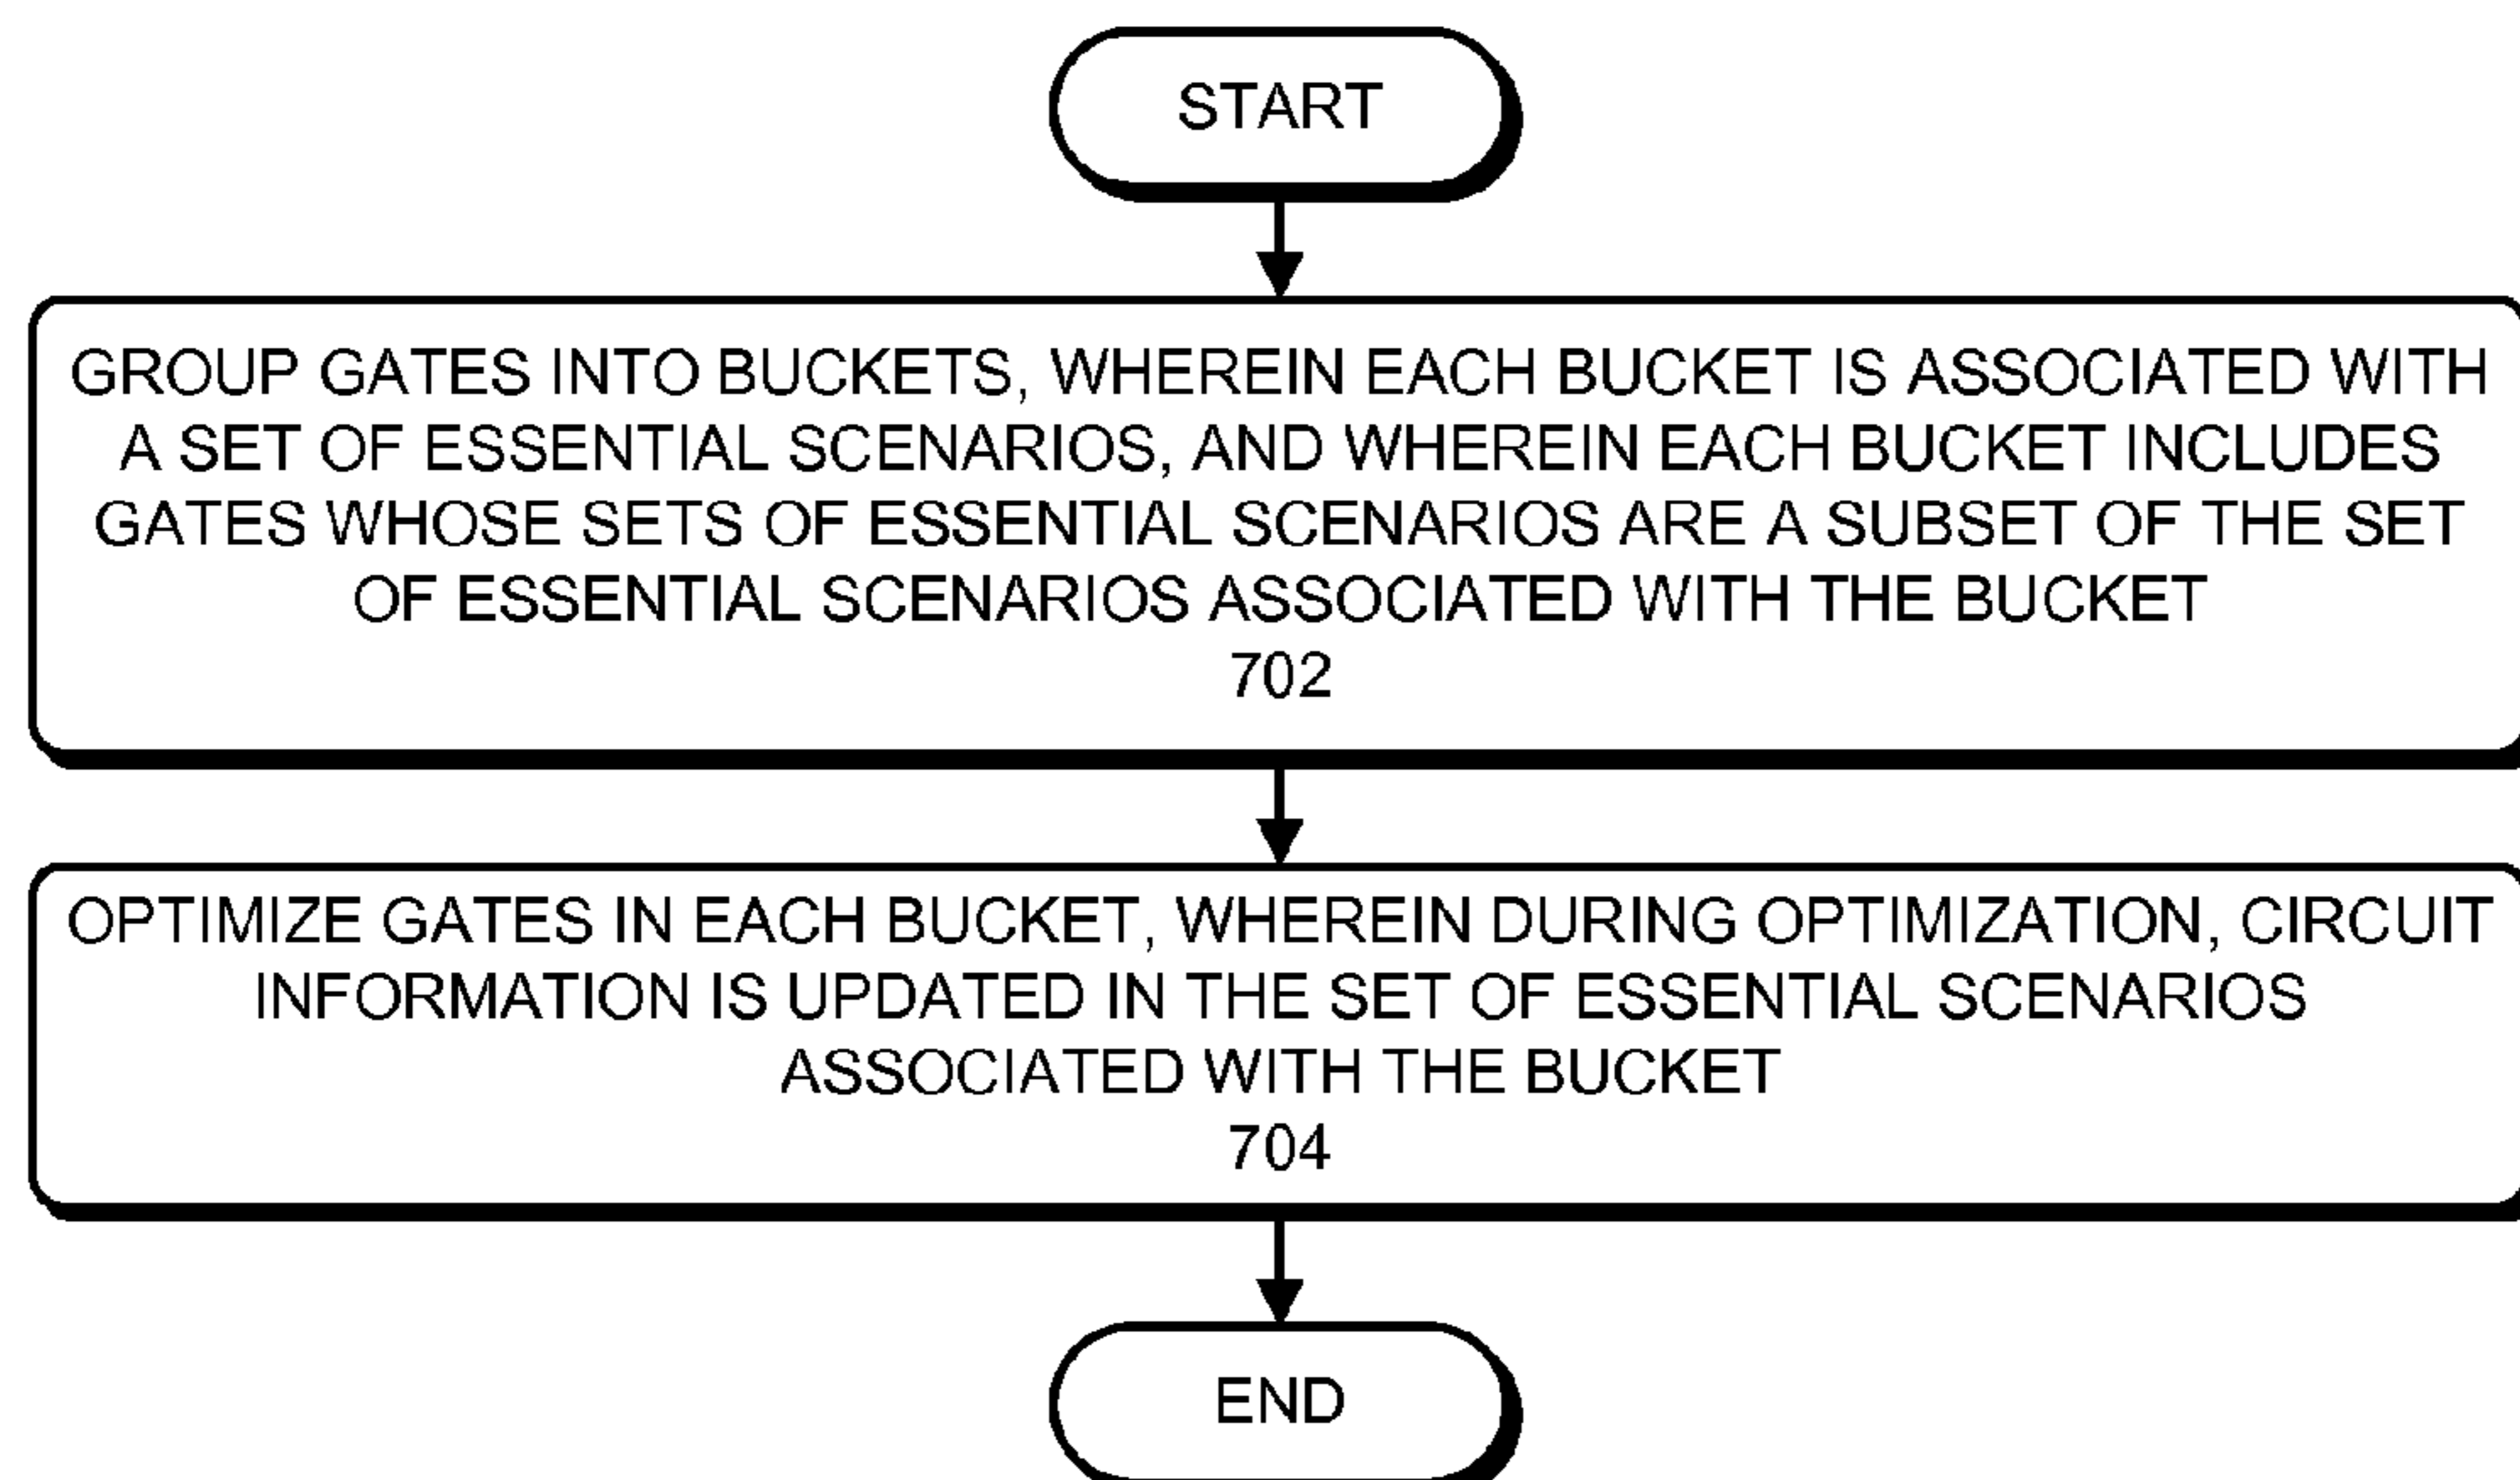 START
GROUP GATES INTO BUCKETS, WHEREIN EACH BUCKET IS ASSOCIATED WITH
A SET OF ESSENTIAL SCENARIOS, AND WHEREIN EACH BUCKET INCLUDES
GATES WHOSE SETS OF ESSENTIAL SCENARIOS ARE A SUBSET OF THE SET
OF ESSENTIAL SCENARIOS ASSOCIATED WITH THE BUCKET
702
OPTIMIZE GATES IN EACH BUCKET, WHEREIN DURING OPTIMIZATION, CIRCUIT
INFORMATION IS UPDATED IN THE SET OF ESSENTIAL SCENARIOS
ASSOCIATED WITH THE BUCKET
704
END